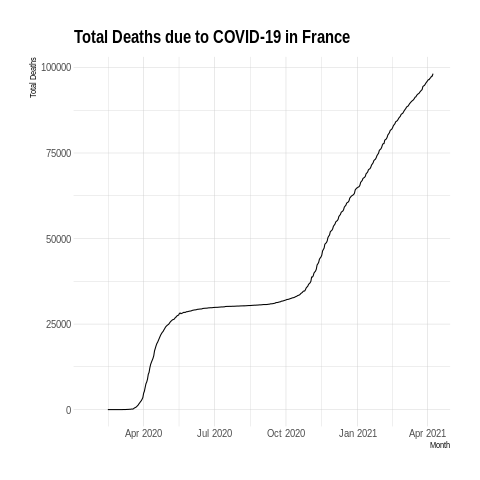 Total Deaths due to COVID-19 in France
Total Deaths
100000
75000
50000
25000
0
Apr 2020 Jul 2020 Oct 2020 Jan 2021 Apr 2021
Month